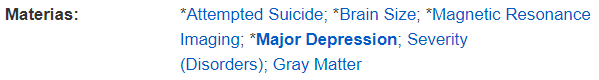 Materias: *Attempted Suicide; *Brain Size; *Magnetic Resonance
Imaging; *Major Depression; Severity
(Disorders); Gray Matter